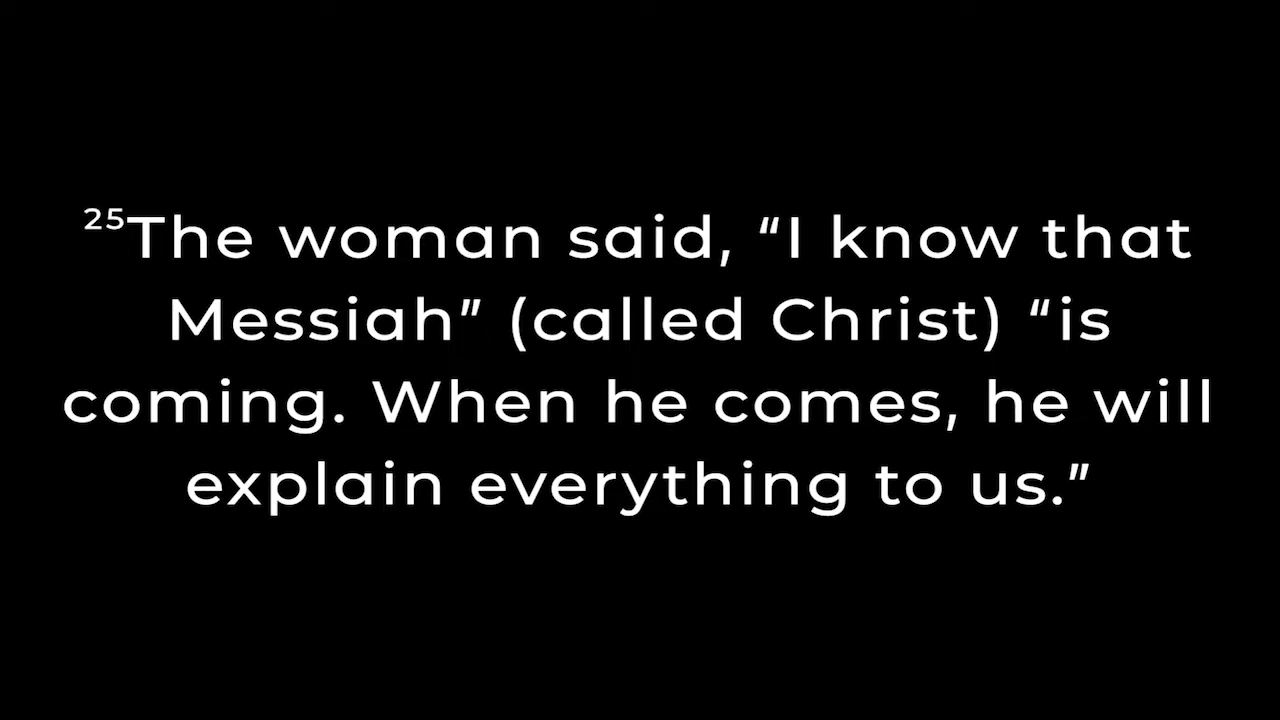 ²⁵The woman said, “I know that
Messiah” (called Christ) “is
coming. When he comes, he will
explain everything to us.”